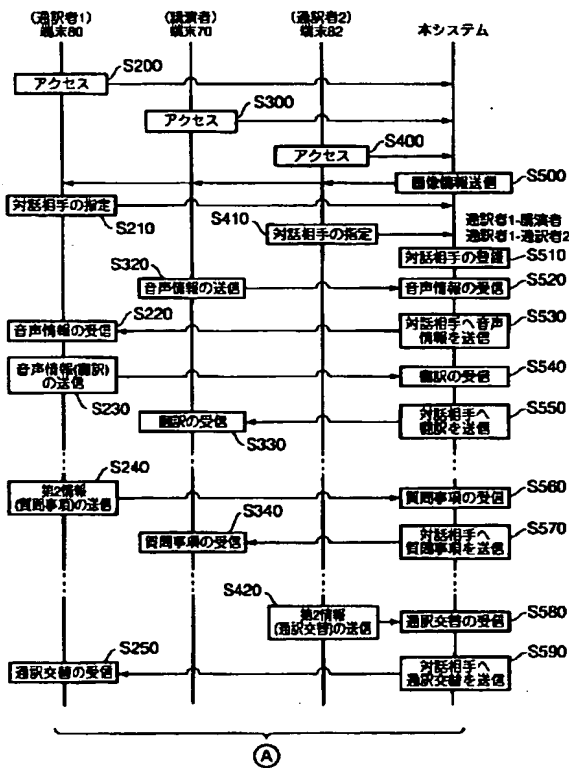 (通訳者1)
端末80
(講演者)
端末70
(通訳者2)
端末82
本システム
S200
アクセス
S300
アクセス
S400
アクセス
画像情報送信
S500
対話相手の指定
S210
S410
対話相手の指定
通訳者1-講演者
通訳者1-通訳者2
対話相手の登録
S510
S320
音声情報の送信
音声情報の受信
S520
S220
音声情報の受信
対話相手へ音声
情報を送信
S530
音声情報(翻訳)
の送信
S230
翻訳の受信
S540
翻訳の受信
S330
対話相手へ
翻訳を送信
S550
S240
第2情報
(質問事項)の送信
質問事項の受信
S560
S340
質問事項の受信
対話相手へ
質問事項を送信
S570
S420
第2情報
(通訳交替)の送信
通訳交替の受信
S580
S250
通訳交替の受信
対話相手へ
通訳交替を送信
S590
A